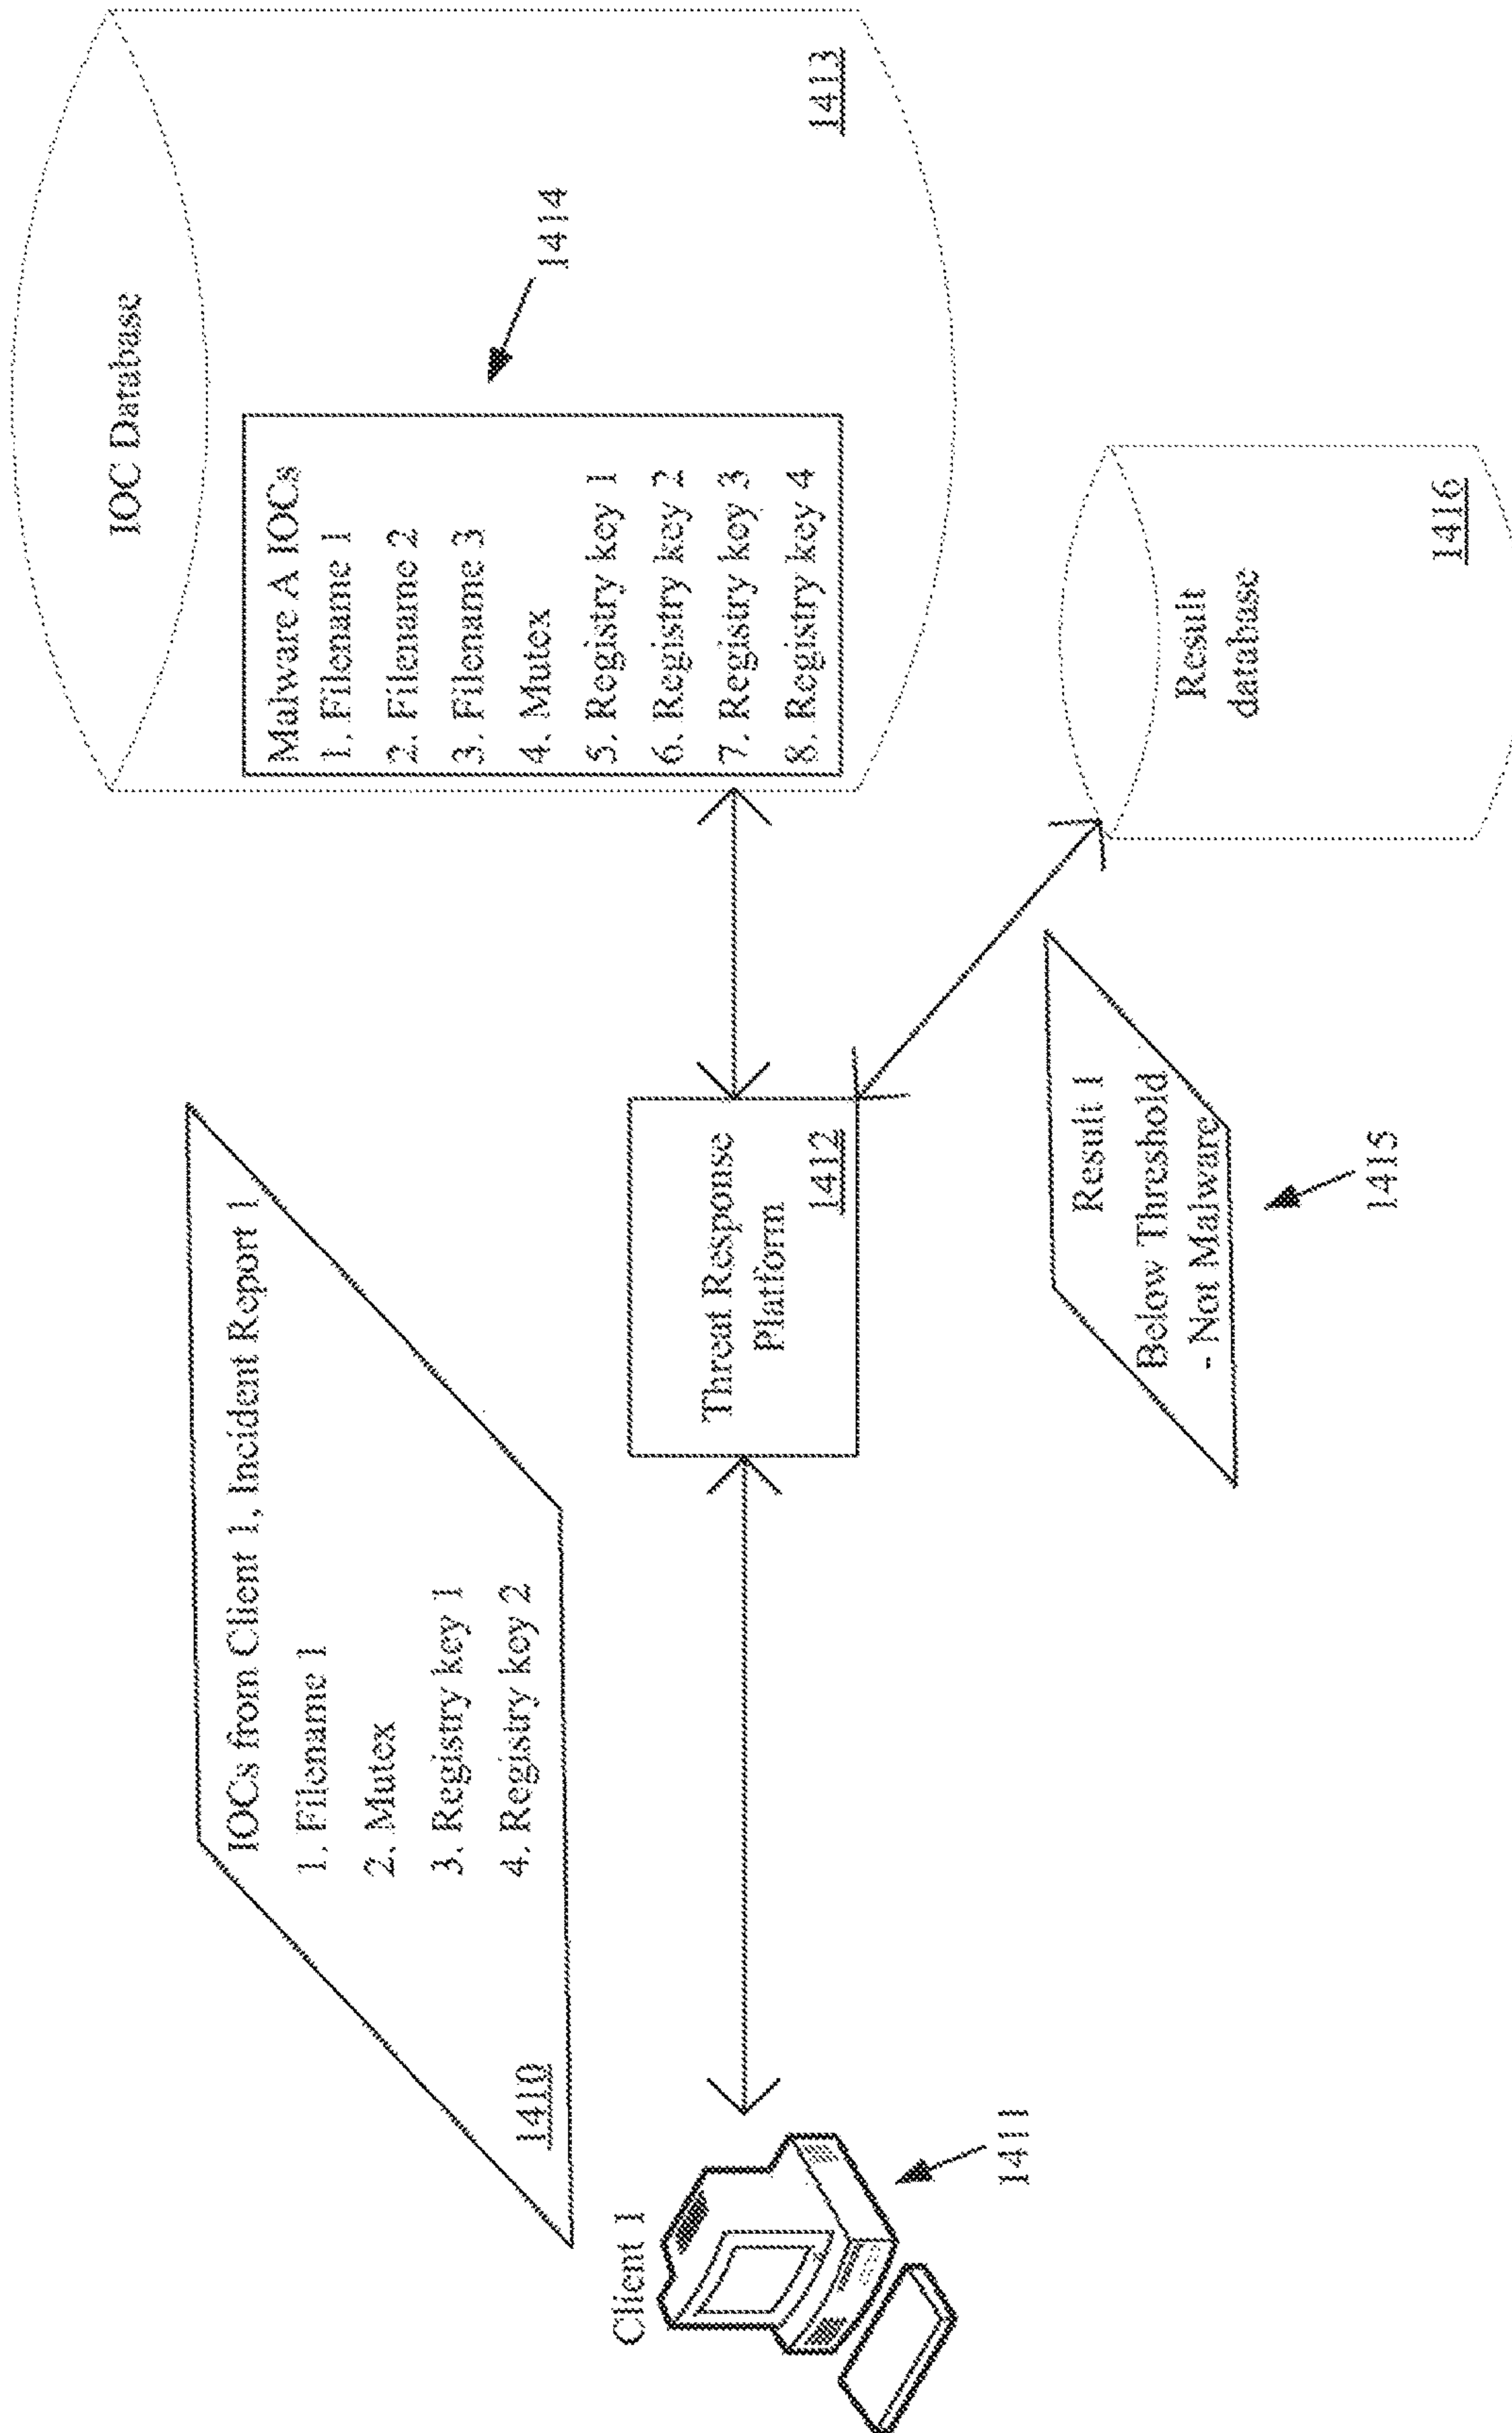 IOCs from Client 1, Incident Report 1
1. Filename 1
2. Mutex
3. Registry key 1
4. Registry key 2
1410
Client 1
1411
Threat Response
Platform
1412
IOC Database
Malware A IOCs
1. Filename 1
2. Filename 2
3. Filename 3
4. Mutex
5. Registry key 1
6. Registry key 2
7. Registry key 3
8. Registry key 4
1414
1413
Result 1
Below Threshold
- Not Malware
1415
Result
database
1416